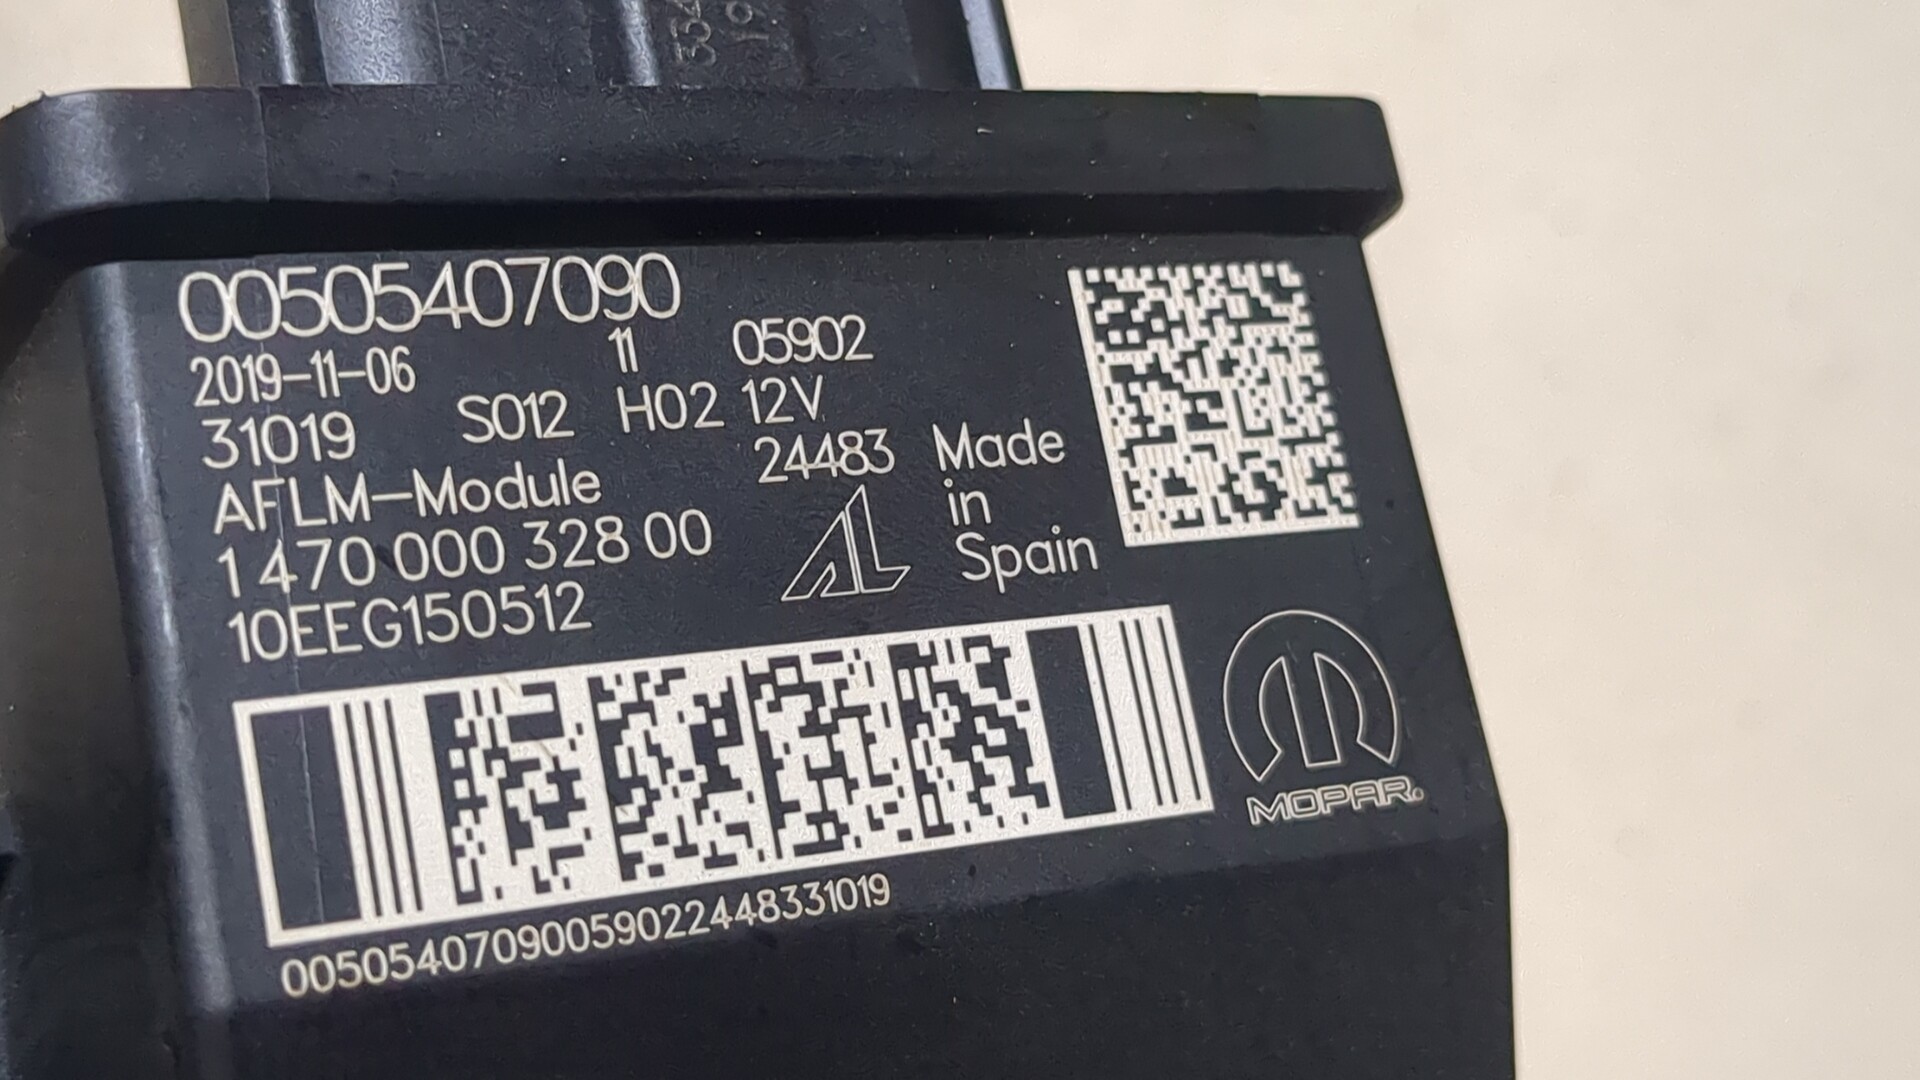 00505407090
2019-11-06 11 05902
31019 S012 H02 12V
AFLM-Module 24483 Made
1 470 000 328 00 AL in
10EEG150512 Spain
MOPAR.
00505407090059022448331019